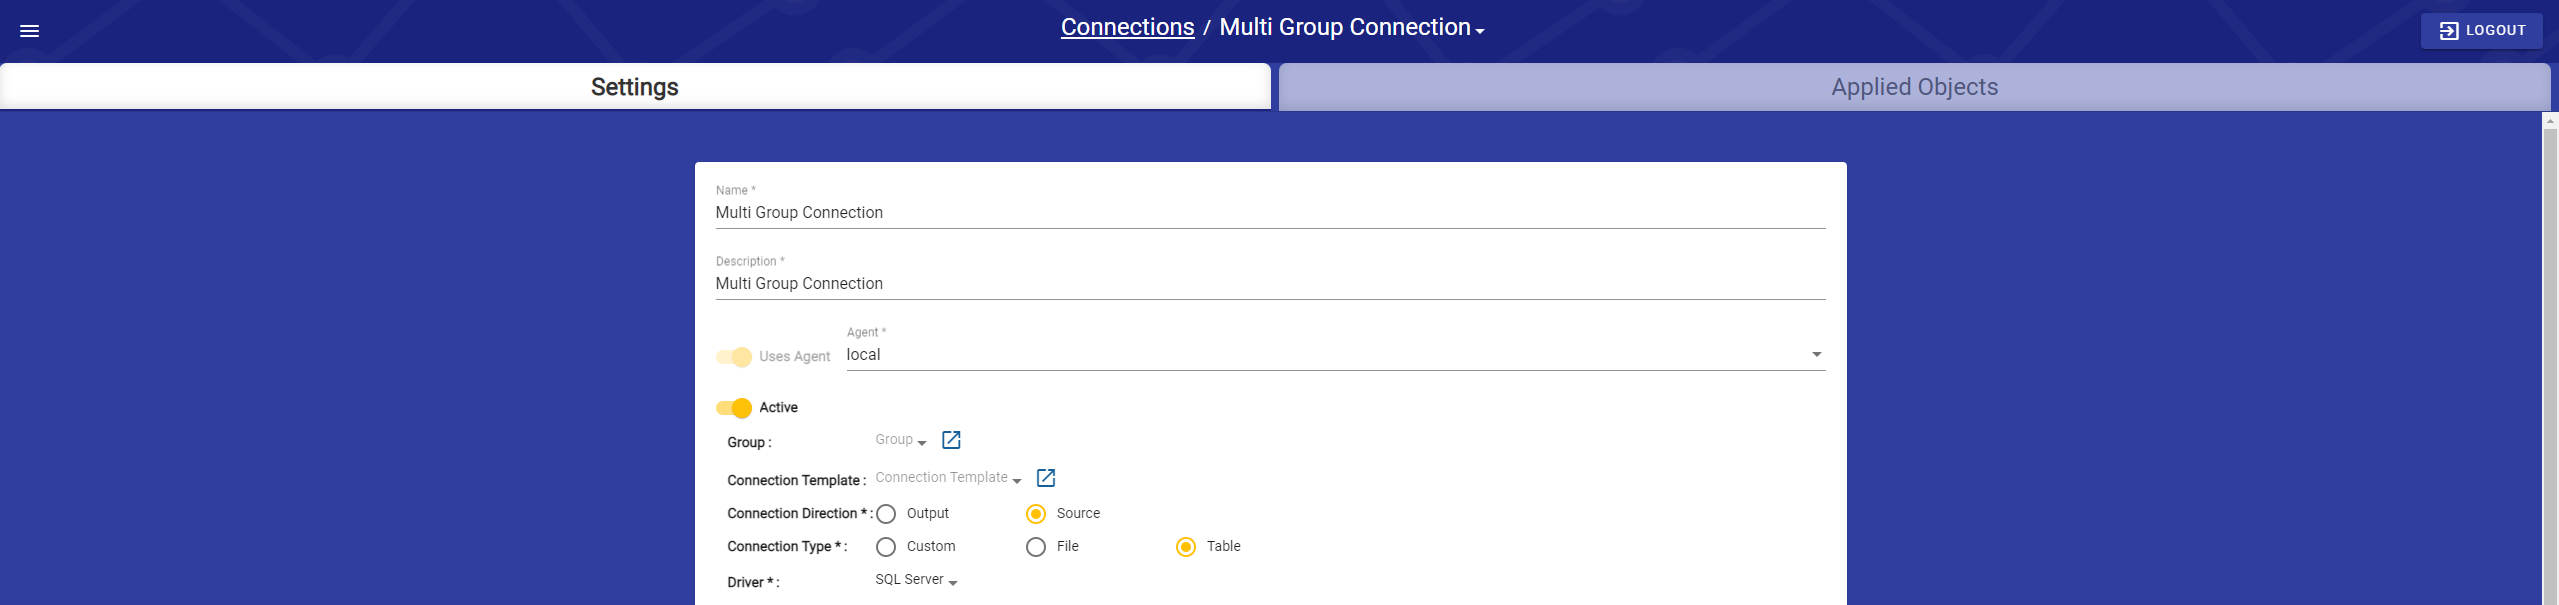 Connections / Multi Group Connection
LOGOUT
Settings
Applied Objects
Name *
Multi Group Connection
Description *
Multi Group Connection
Agent *
Uses Agent local
Active
Group : Group
Connection Template : Connection Template
Connection Direction * : Output Source
Connection Type * : Custom File Table
Driver * : SQL Server